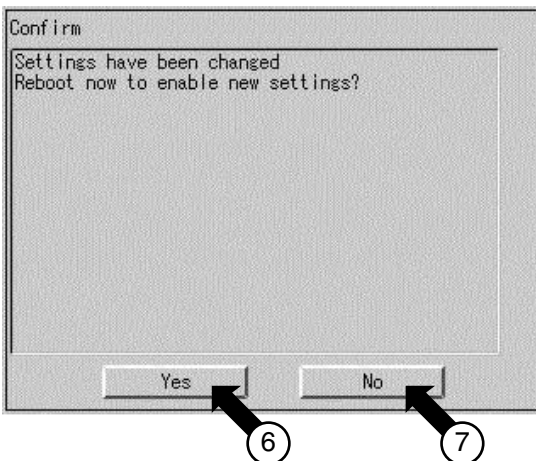 Confirm
Settings have been changed
Reboot now to enable new settings?
Yes
No
6
7